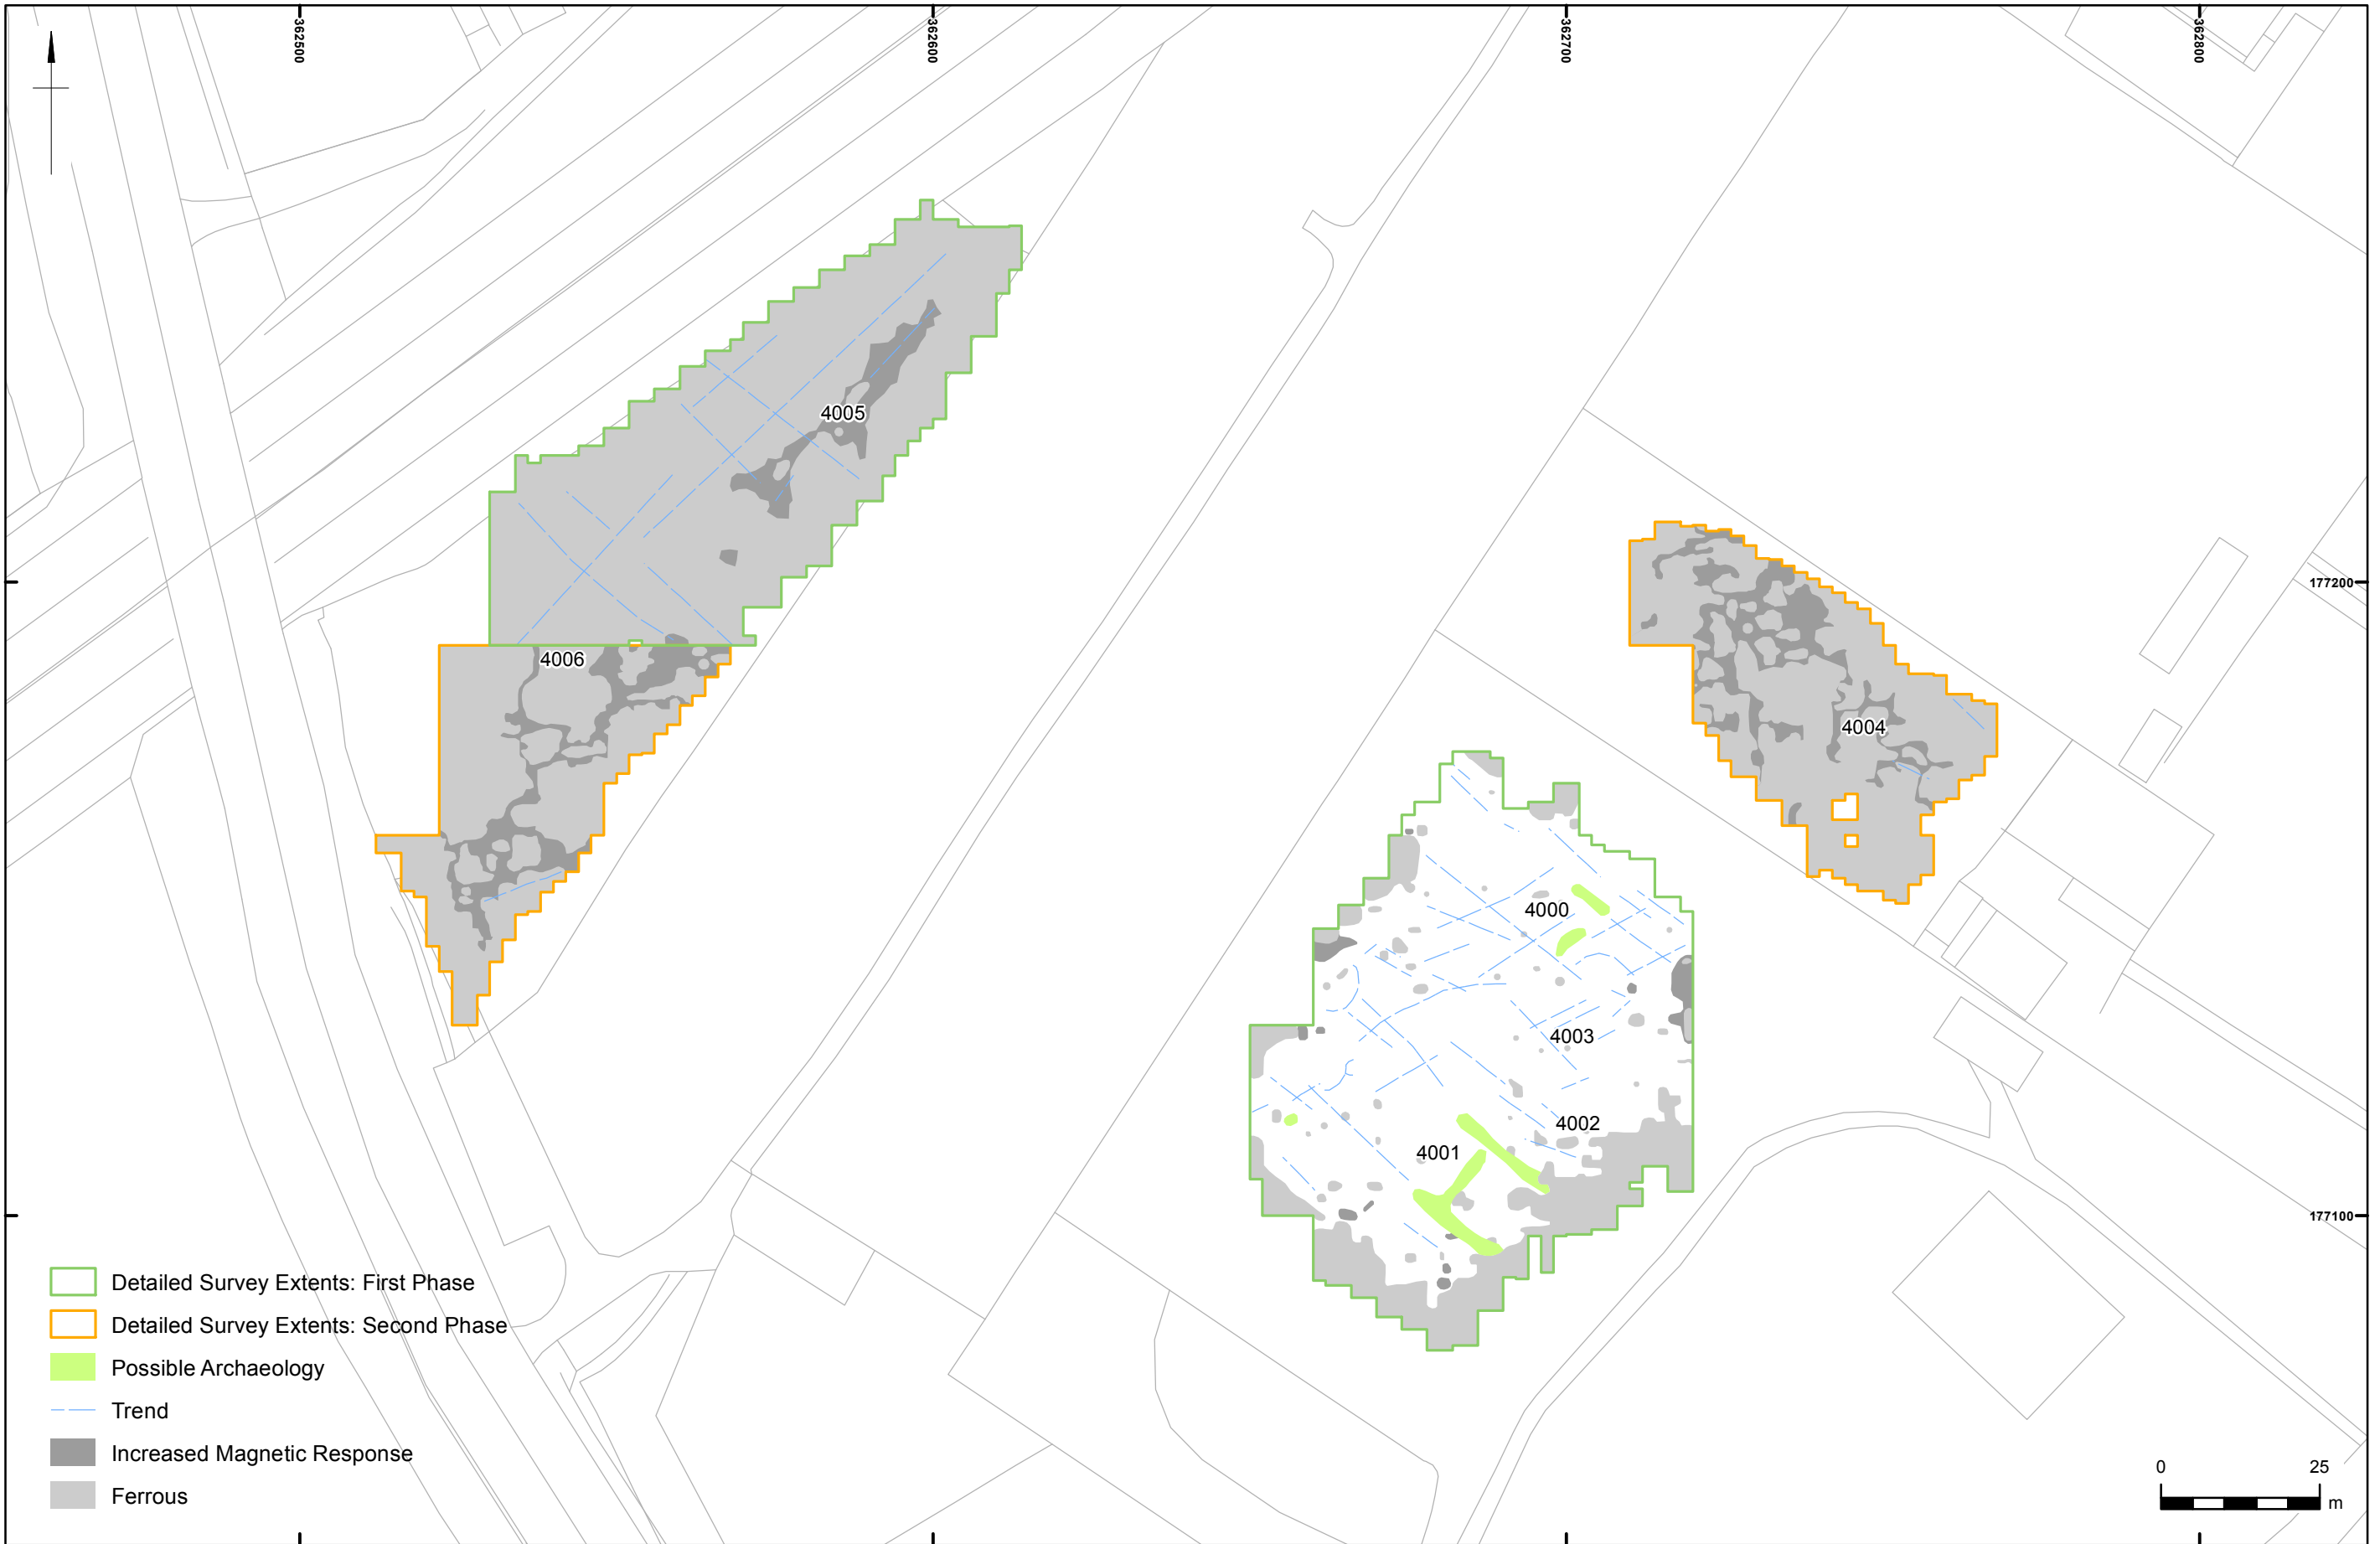 362500
362600
362700
362800
4005
177200
4006
4004
4000
4003
4002
4001
177100
Detailed Survey Extents: First Phase
Detailed Survey Extents: Second Phase
Possible Archaeology
Trend
Increased Magnetic Response
Ferrous
0 25
m